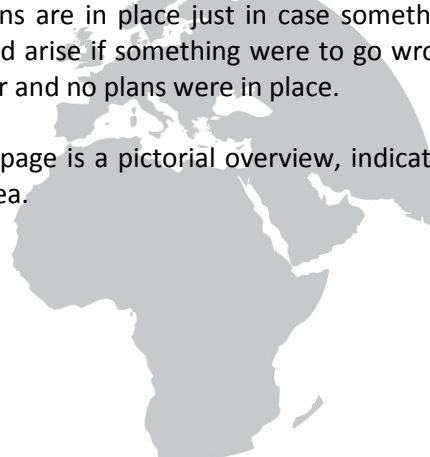 ns are in place just in case someth
d arise if something were to go wro
r and no plans were in place.
page is a pictorial overview, indicat
ea.